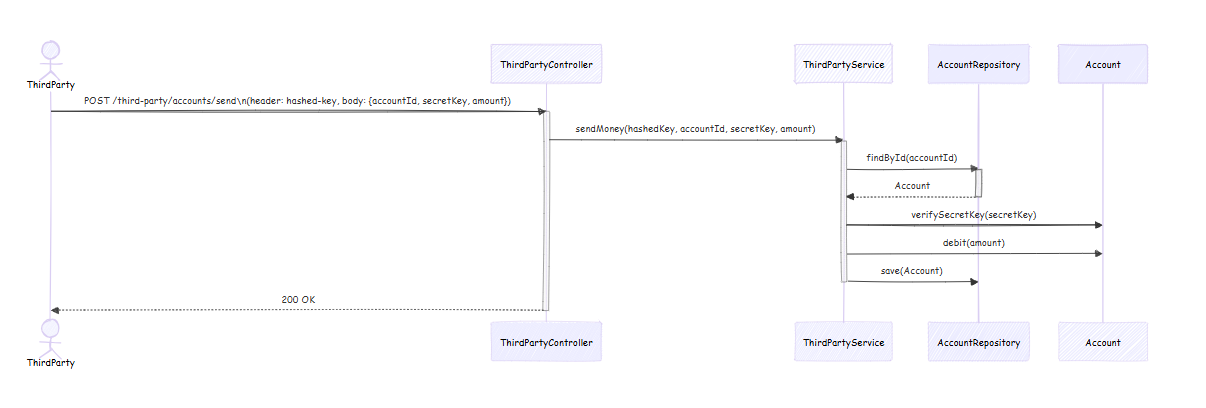 ThirdParty
ThirdPartyController
ThirdPartyService
AccountRepository
Account
POST /third-party/accounts/send\n(header: hashed-key, body: {accountId, secretKey, amount})
sendMoney(hashedKey, accountId, secretKey, amount)
findById(accountId)
Account
verifySecretKey(secretKey)
debit(amount)
save(Account)
200 OK
ThirdParty
ThirdPartyController
ThirdPartyService
AccountRepository
Account